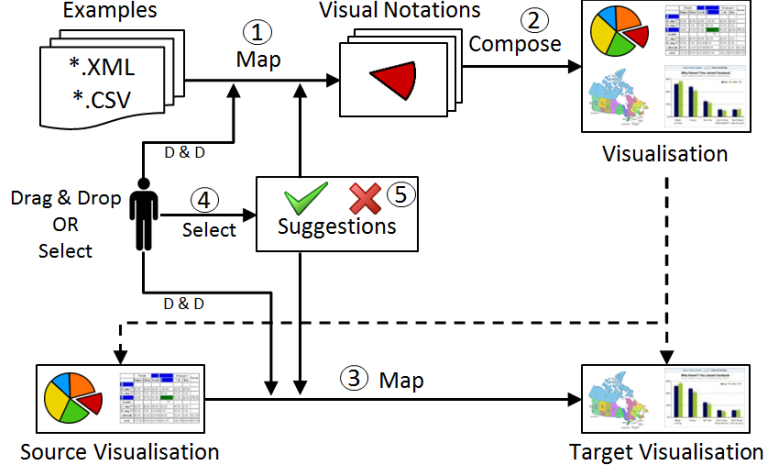 Examples
Visual Notations
①
Map
②
Compose
*.XML
*.CSV
Visualisation
D & D
Drag & Drop
OR
Select
④
Select
⑤
Suggestions
D & D
③ Map
Source Visualisation
Target Visualisation